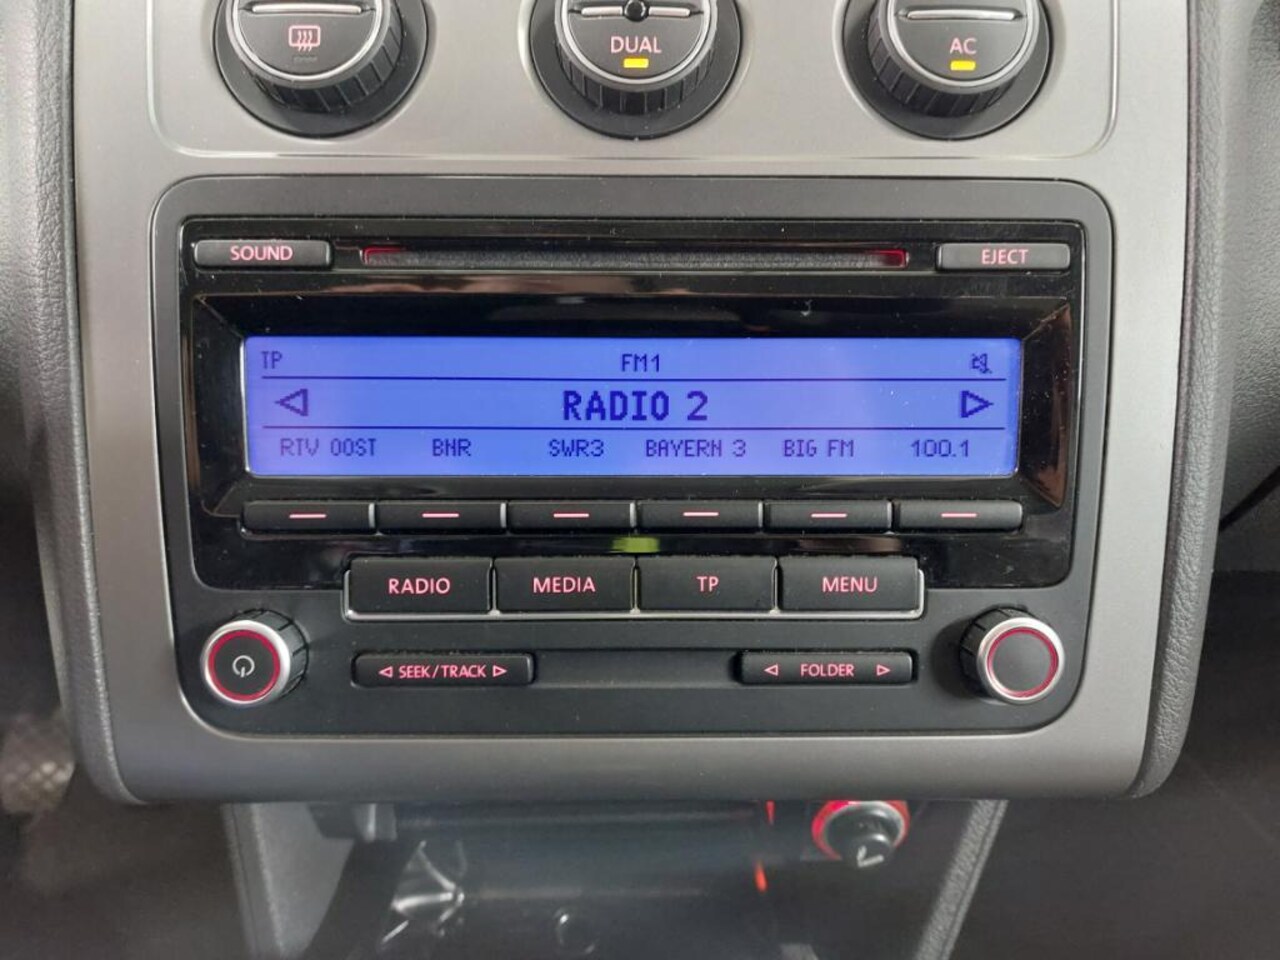 DUAL AC
SOUND EJECT
TP FM1
RADIO 2
RTV OOST BNR SWR3 BAYERN 3 BIG FM 100.1
RADIO MEDIA TP MENU
SEEK/TRACK FOLDER